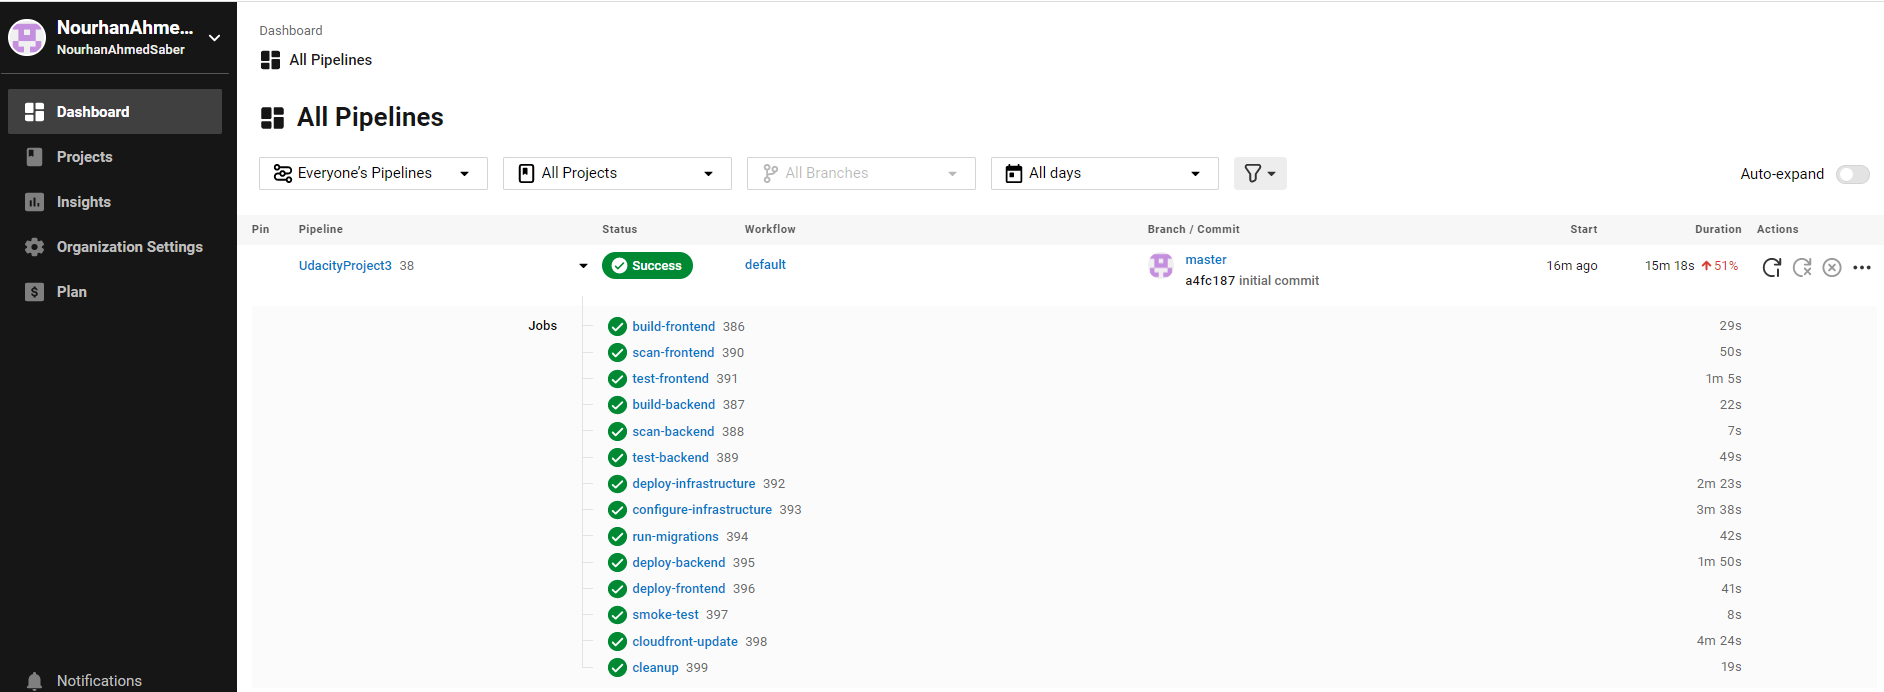 NourhanAhme...
NourhanAhmedSaber
Dashboard
Projects
Insights
Organization Settings
Plan
Notifications
Dashboard
All Pipelines
All Pipelines
Everyone's Pipelines
All Projects
All Branches
All days
Auto-expand
Pin Pipeline Status Workflow Branch / Commit Start Duration Actions
UdacityProject3 38 Success default master 16m ago 15m 18s 51%
a4fc187 initial commit
Jobs
build-frontend 386 29s
scan-frontend 390 50s
test-frontend 391 1m 5s
build-backend 387 22s
scan-backend 388 7s
test-backend 389 49s
deploy-infrastructure 392 2m 23s
configure-infrastructure 393 3m 38s
run-migrations 394 42s
deploy-backend 395 1m 50s
deploy-frontend 396 41s
smoke-test 397 8s
cloudfront-update 398 4m 24s
cleanup 399 19s